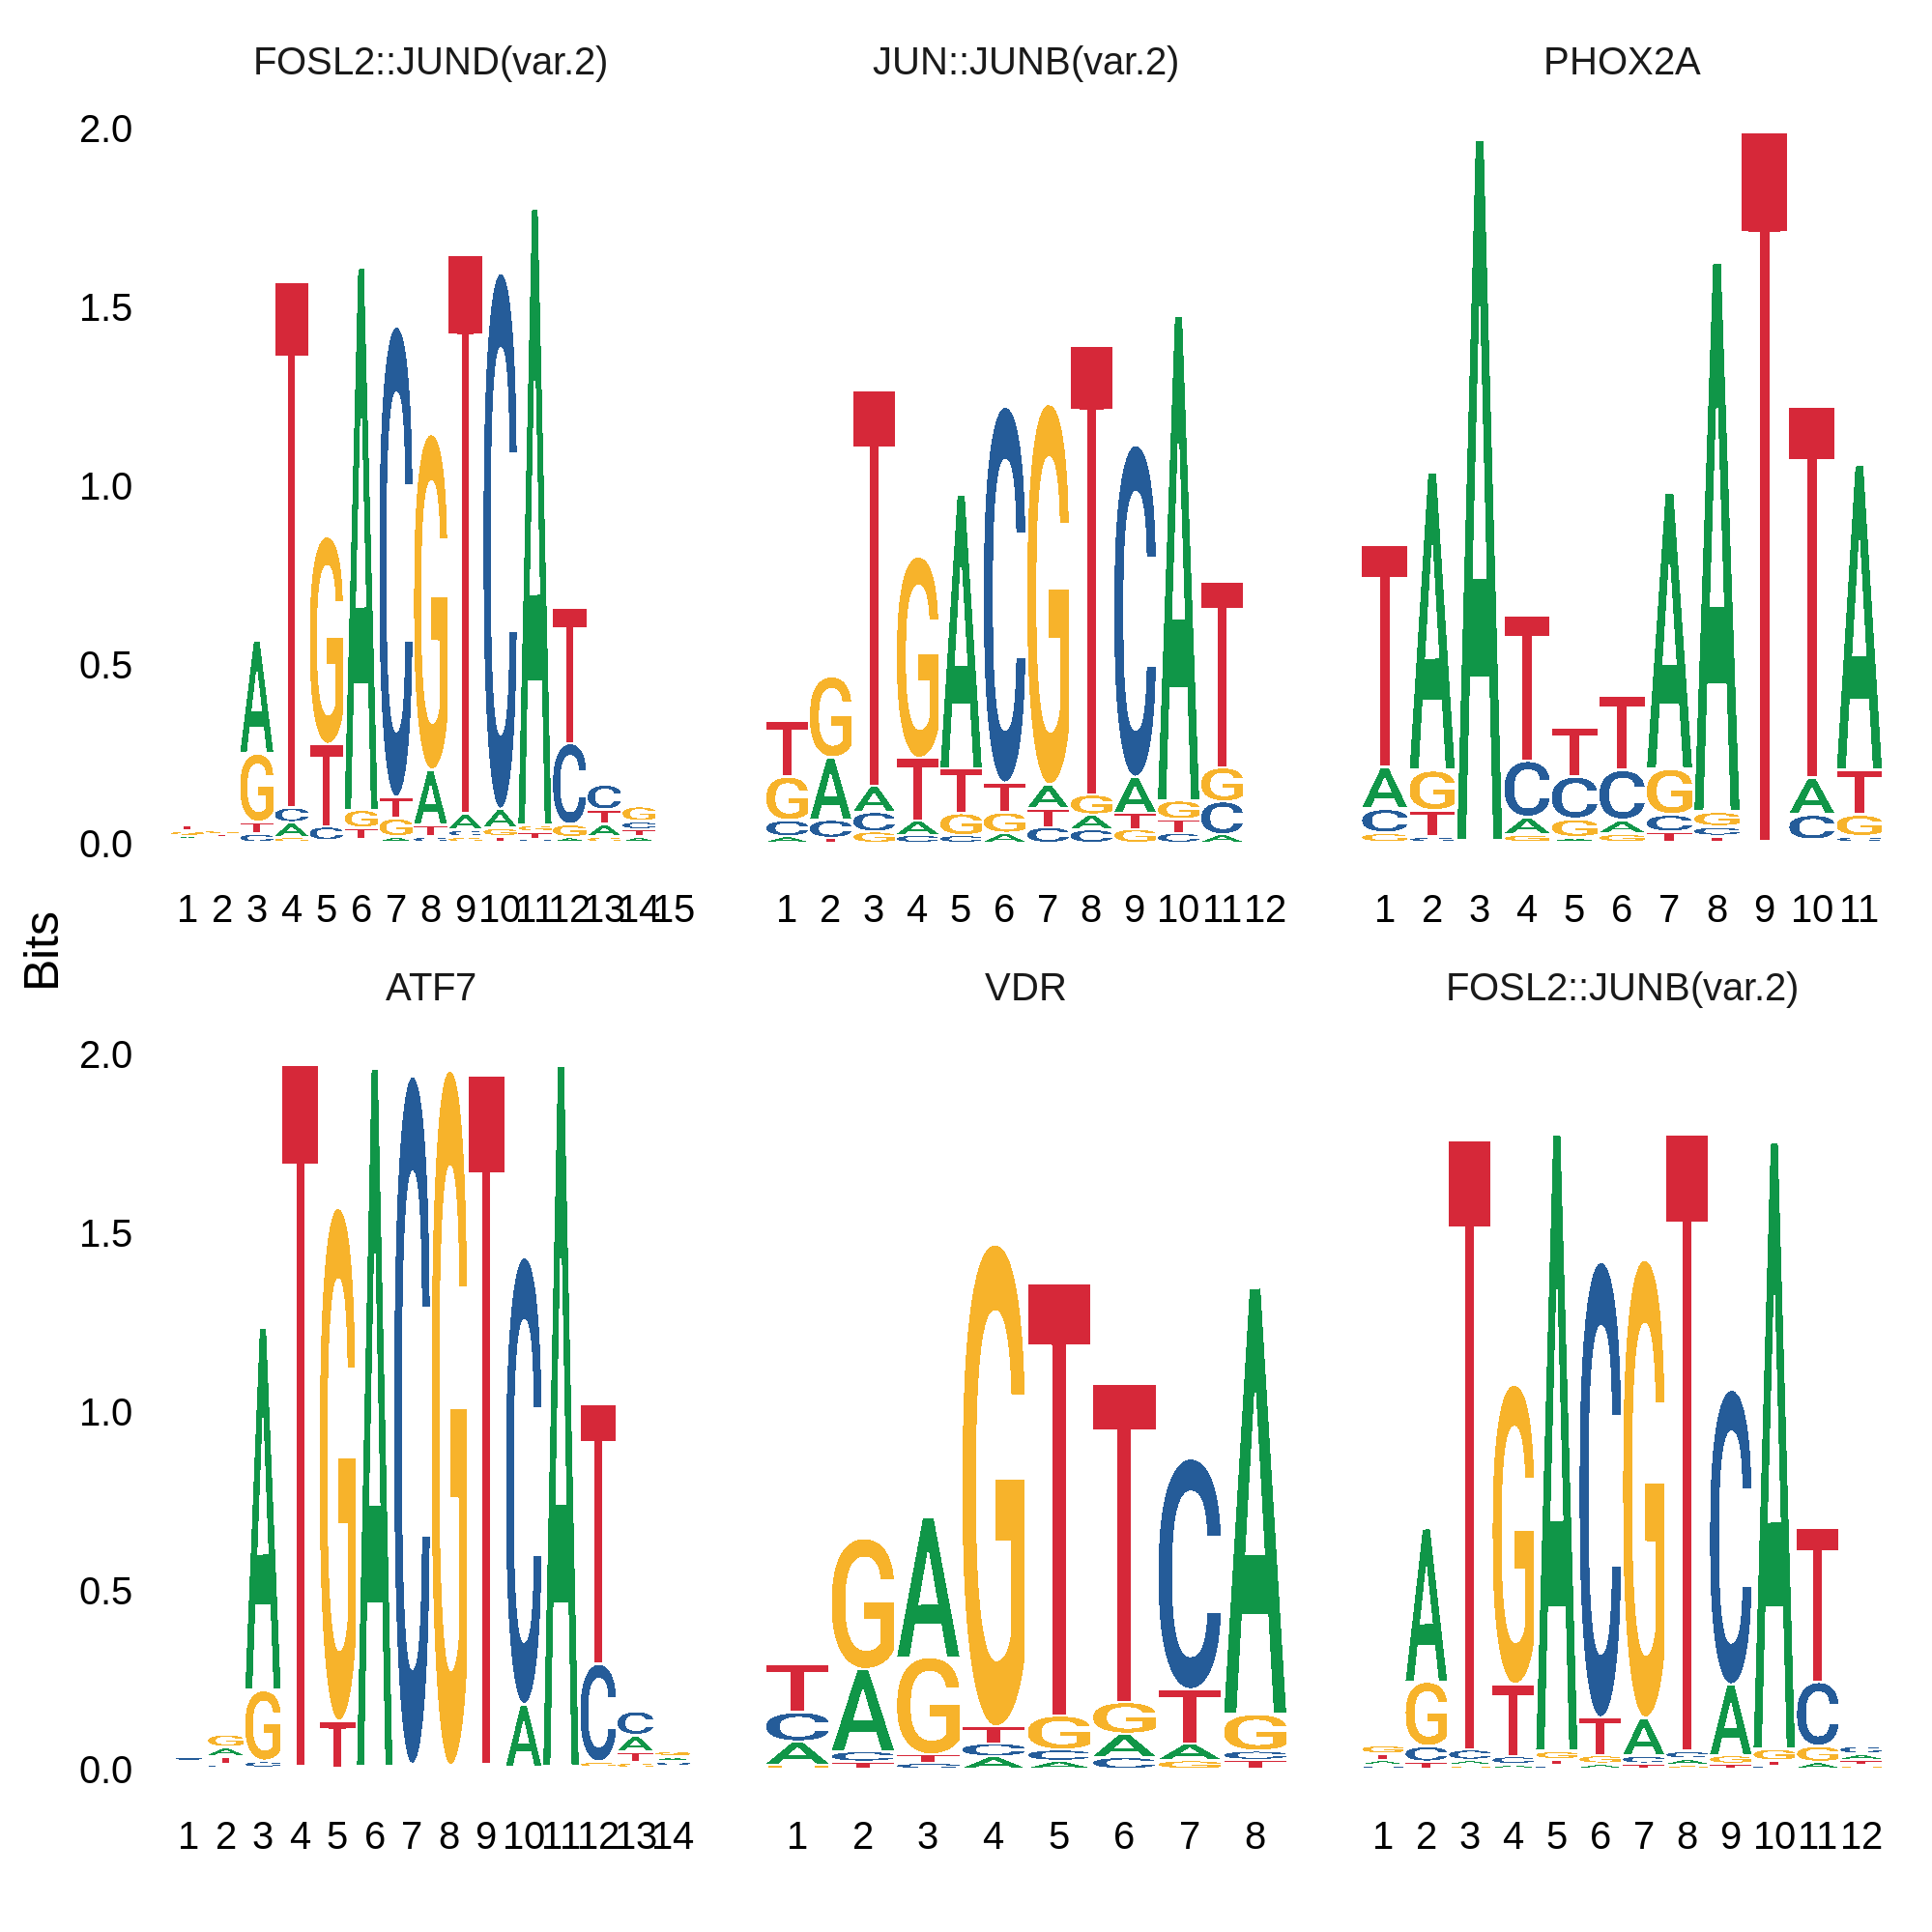 FOSL2::JUND(var.2)
JUN::JUNB(var.2)
PHOX2A
2.0
1.5
1.0
0.5
0.0
1 2 3 4 5 6 7 8 9 10 11 12 13 14 15
1 2 3 4 5 6 7 8 9 10 11 12
1 2 3 4 5 6 7 8 9 10 11
Bits
ATF7
VDR
FOSL2::JUNB(var.2)
2.0
1.5
1.0
0.5
0.0
1 2 3 4 5 6 7 8 9 10 11 12 13 14
1 2 3 4 5 6 7 8
1 2 3 4 5 6 7 8 9 10 11 12